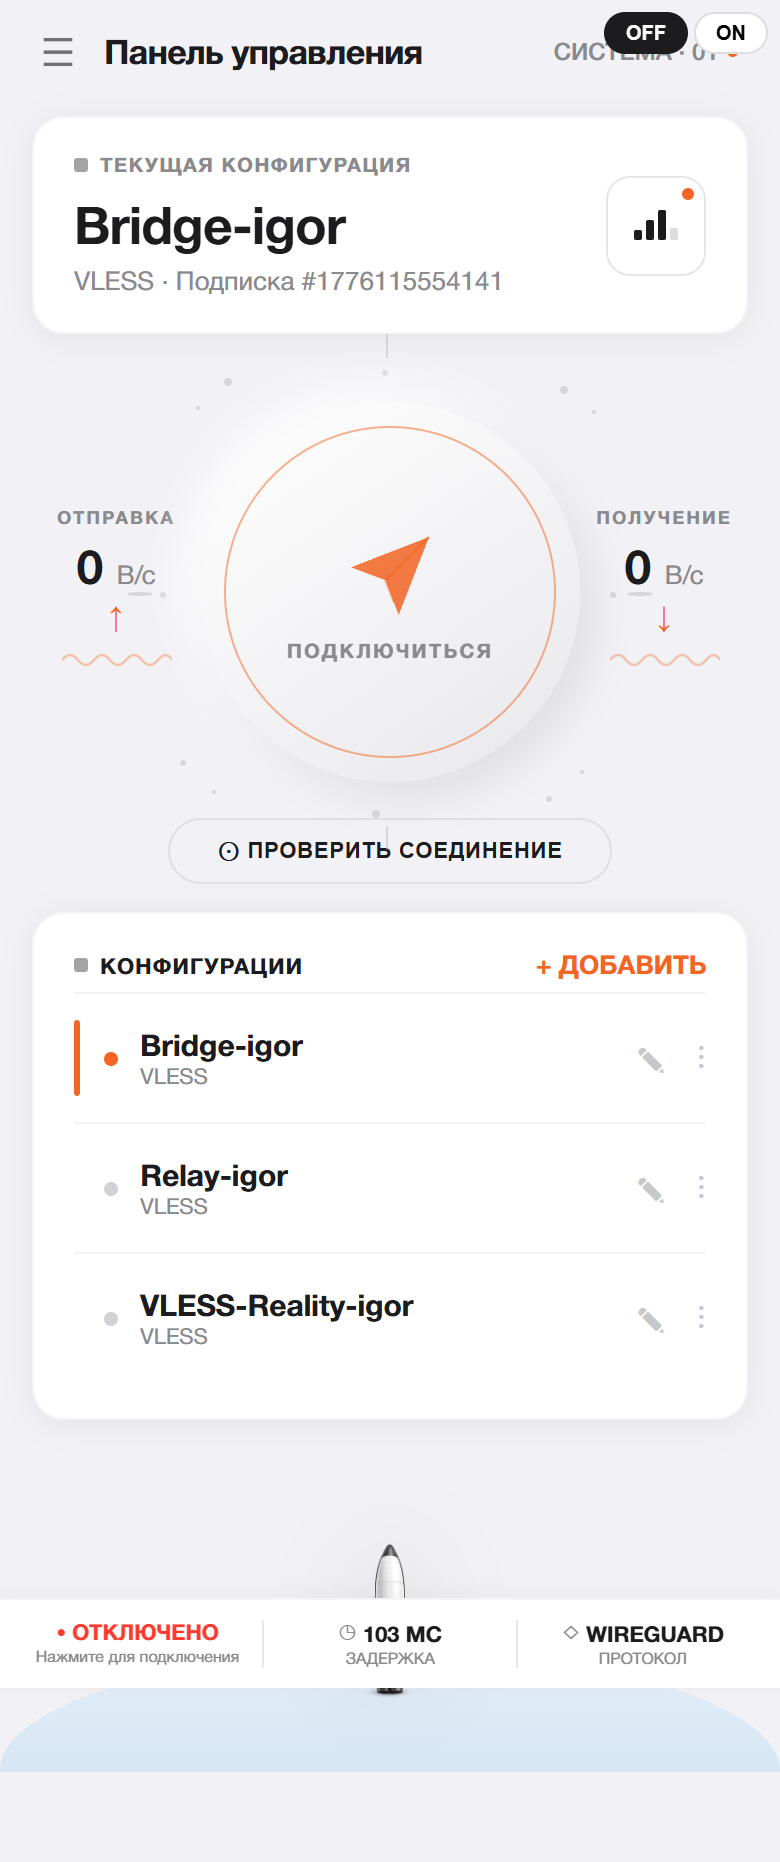 OFF ON
Панель управления
СИСТЕМА · 01
ТЕКУЩАЯ КОНФИГУРАЦИЯ
Bridge-igor
VLESS · Подписка #1776115554141
ОТПРАВКА
0 B/c
↑
ПОЛУЧЕНИЕ
0 B/c
↓
ПОДКЛЮЧИТЬСЯ
ПРОВЕРИТЬ СОЕДИНЕНИЕ
КОНФИГУРАЦИИ
+ ДОБАВИТЬ
Bridge-igor
VLESS
Relay-igor
VLESS
VLESS-Reality-igor
VLESS
• ОТКЛЮЧЕНО
Нажмите для подключения
103 МС
ЗАДЕРЖКА
WIREGUARD
ПРОТОКОЛ